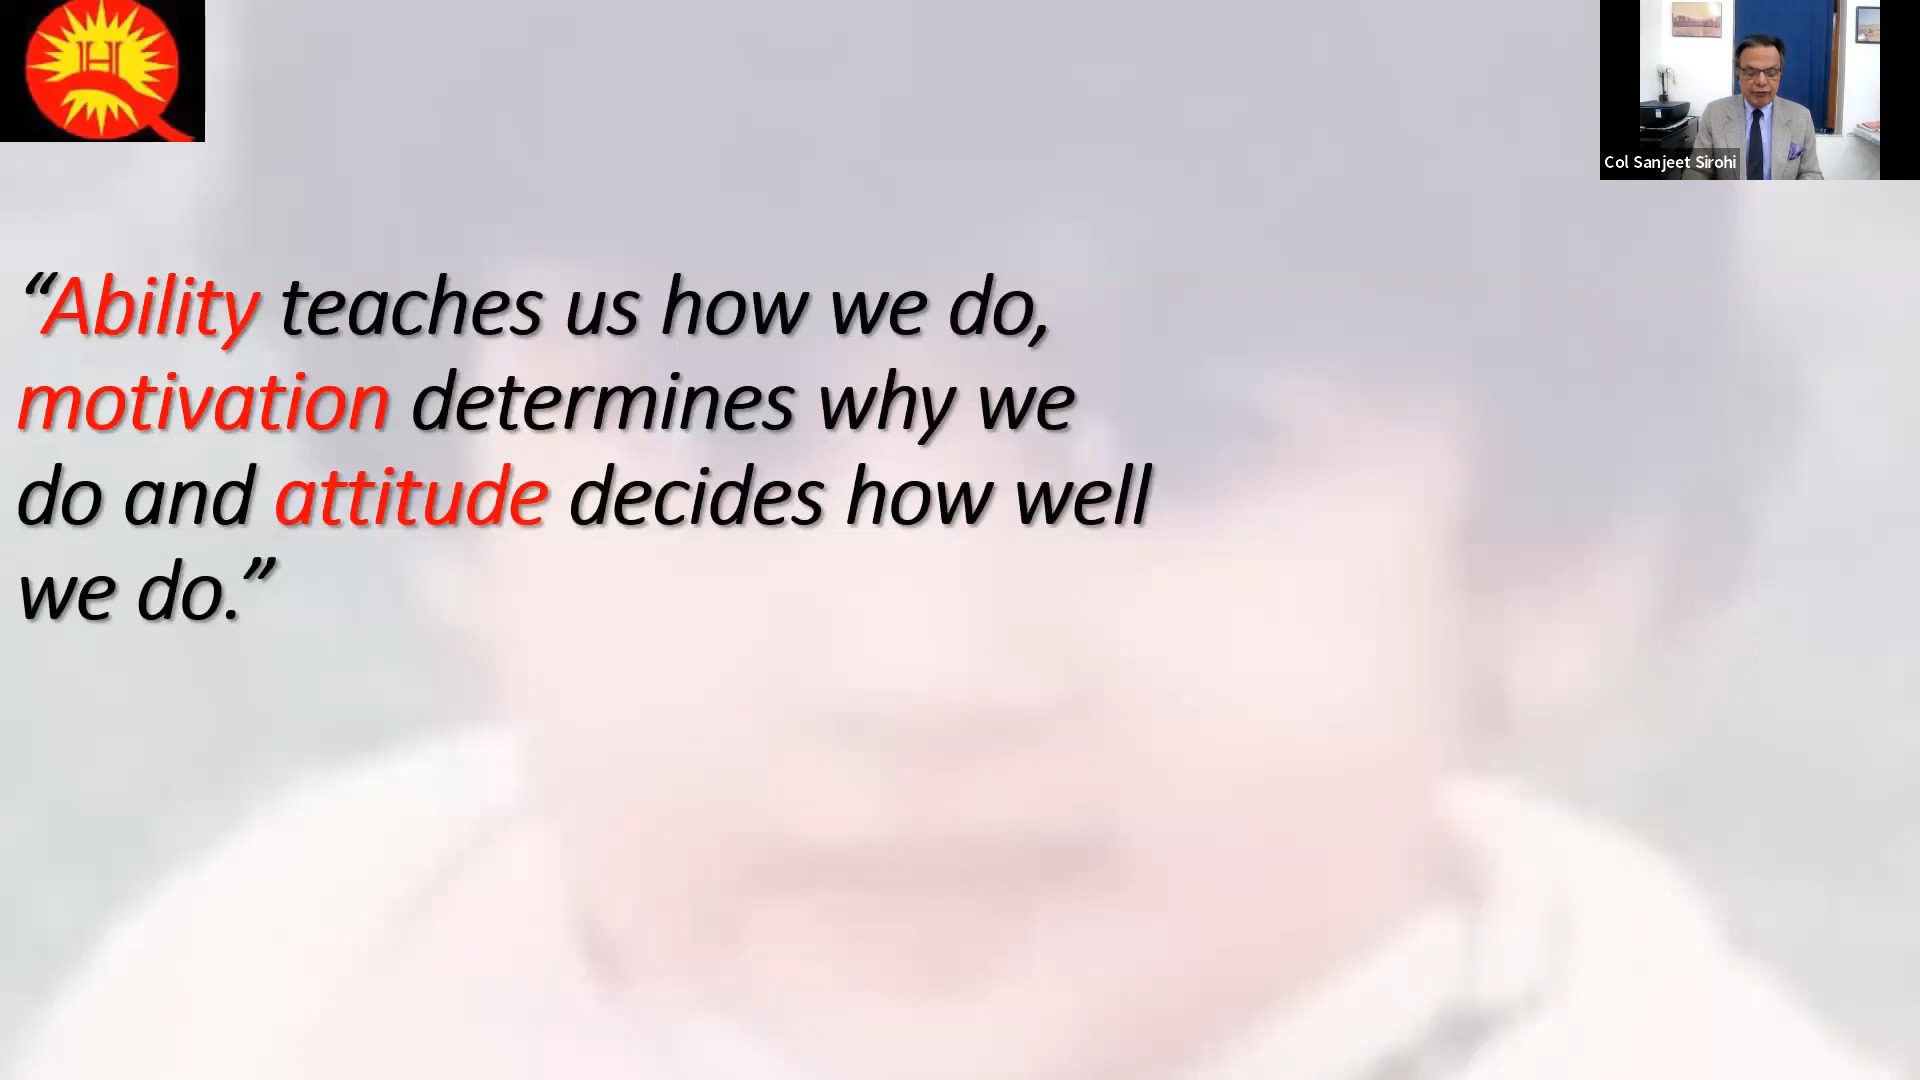 H
Col Sanjeet Sirohi
“Ability teaches us how we do,
motivation determines why we
do and attitude decides how well
we do.”